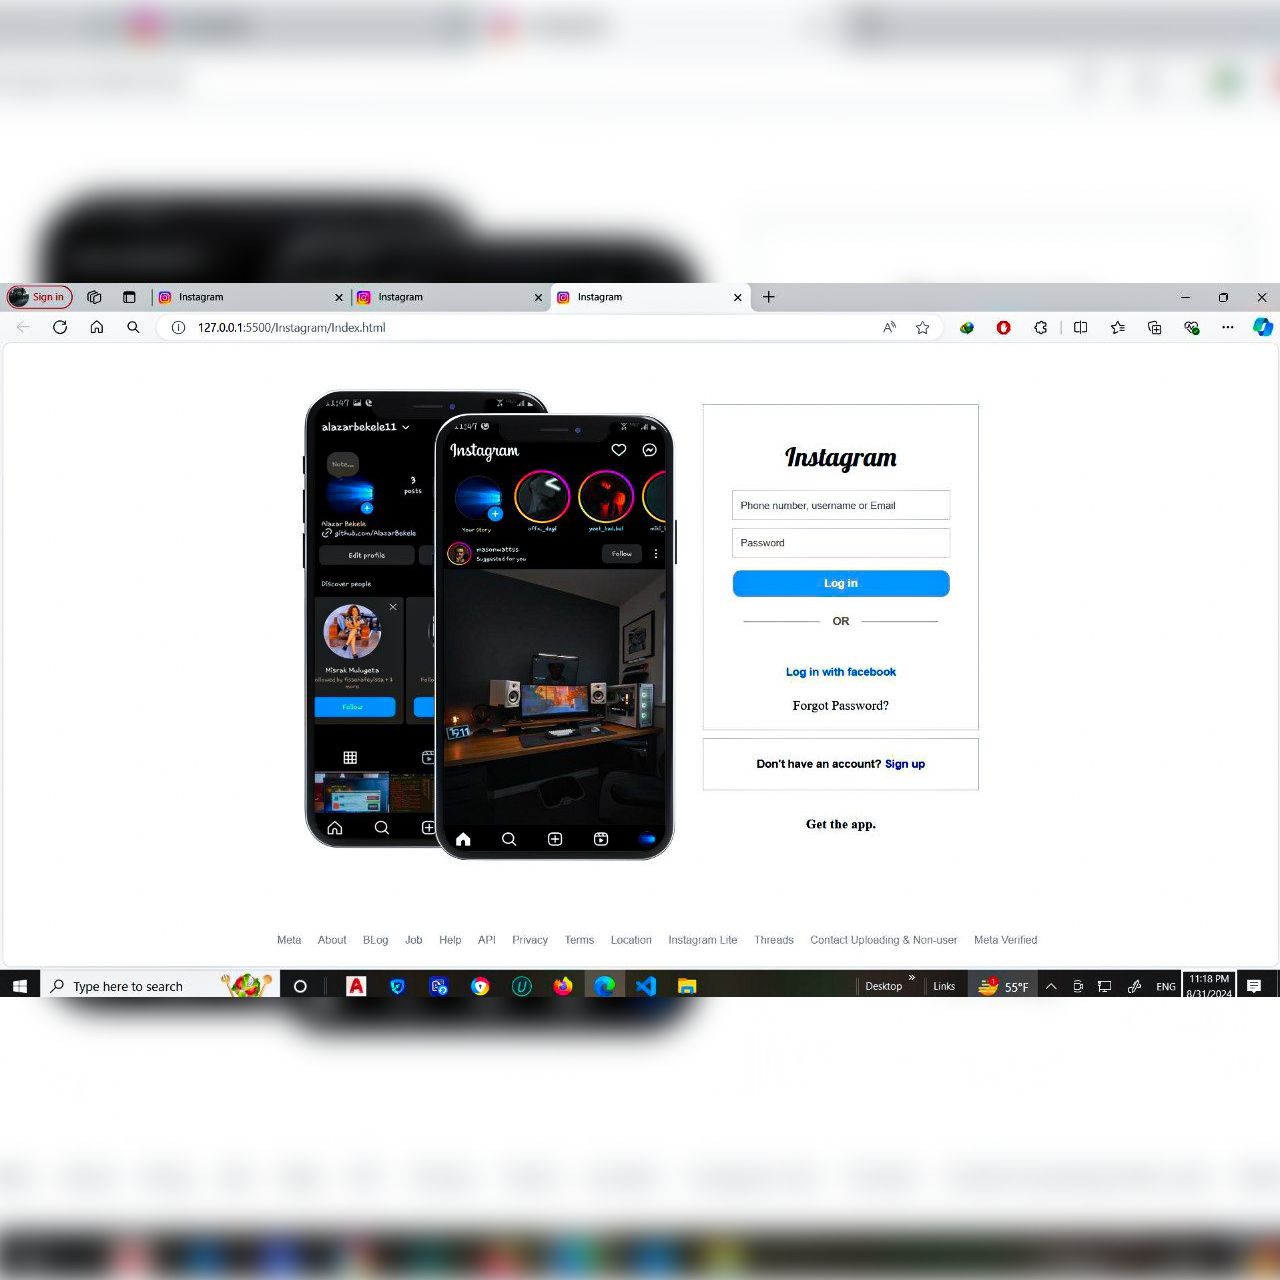 Sign in
Instagram
Instagram
Instagram
127.0.0.1:5500/Instagram/Index.html
11:47
alazarbekele11
Note...
3
posts
Alazar Bekele
github.com/AlazarBekele
Edit profile
Discover people
Misrak Mulugeta
more
Follow
11:47
Instagram
Your Story
masonwattss
Suggested for you
Follow
1911
Instagram
Phone number, username or Email
Password
Log in
OR
Log in with facebook
Forgot Password?
Don't have an account? Sign up
Get the app.
Meta About BLog Job Help API Privacy Terms Location Instagram Lite Threads Contact Uploading & Non-user Meta Verified
Type here to search
Desktop
Links
55°F
ENG
11:18 PM
8/31/2024